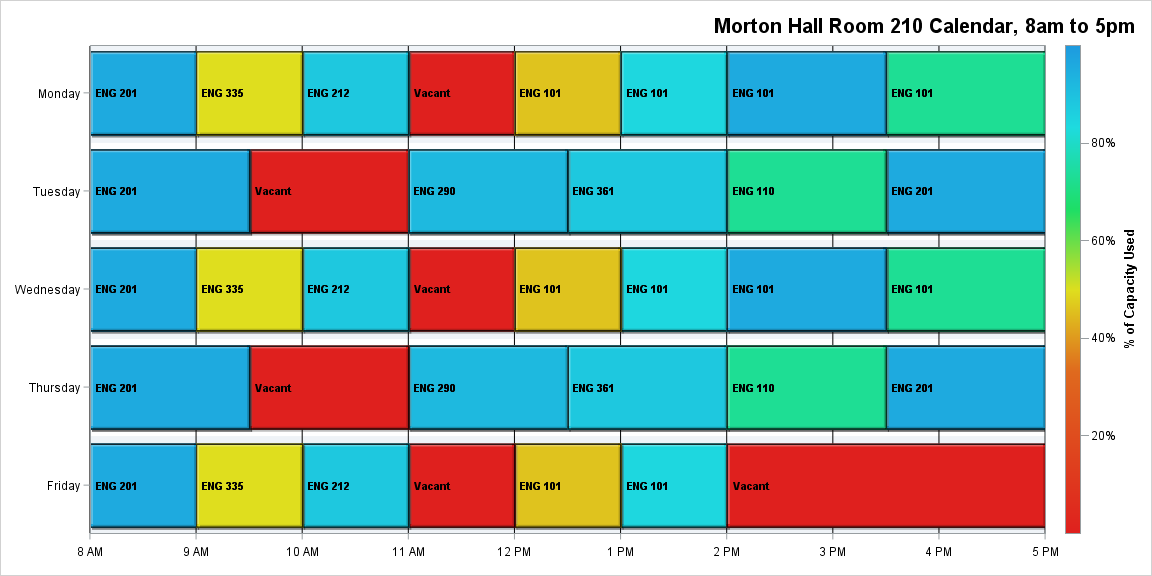 Morton Hall Room 210 Calendar, 8am to 5pm
Monday ENG 201 ENG 335 ENG 212 Vacant ENG 101 ENG 101 ENG 101 ENG 101
80%
Tuesday ENG 201 Vacant ENG 290 ENG 361 ENG 110 ENG 201
60%
Wednesday ENG 201 ENG 335 ENG 212 Vacant ENG 101 ENG 101 ENG 101 ENG 101
% of Capacity Used
40%
Thursday ENG 201 Vacant ENG 290 ENG 361 ENG 110 ENG 201
20%
Friday ENG 201 ENG 335 ENG 212 Vacant ENG 101 ENG 101 Vacant
8 AM 9 AM 10 AM 11 AM 12 PM 1 PM 2 PM 3 PM 4 PM 5 PM